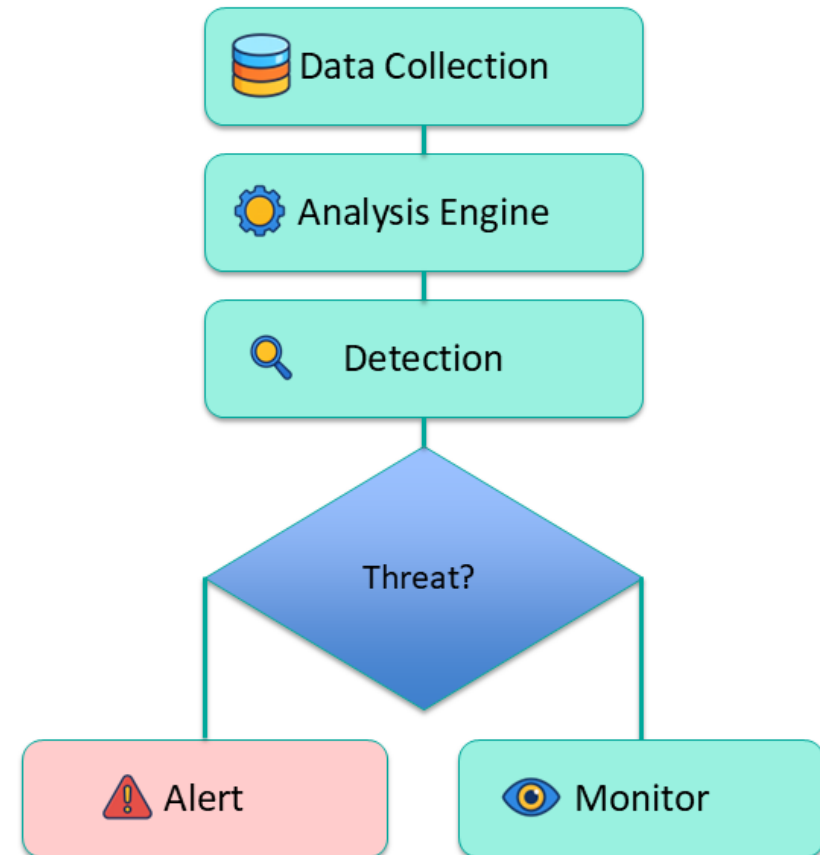 Data Collection
Analysis Engine
Detection
Threat?
Alert
Monitor